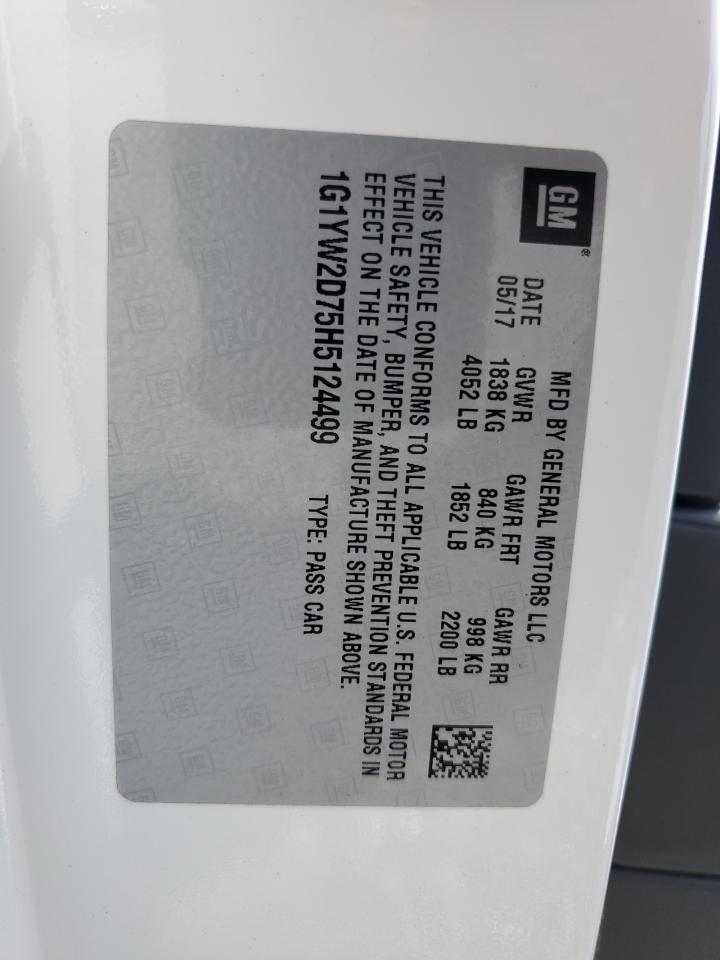 GM®
MFD BY GENERAL MOTORS LLC
DATE GVWR GAWR FRT GAWR RR
05/17 1838 KG 840 KG 998 KG
4052 LB 1852 LB 2200 LB
THIS VEHICLE CONFORMS TO ALL APPLICABLE U.S. FEDERAL MOTOR
VEHICLE SAFETY, BUMPER, AND THEFT PREVENTION STANDARDS IN
EFFECT ON THE DATE OF MANUFACTURE SHOWN ABOVE.
1G1YW2D75H5124499 TYPE: PASS CAR